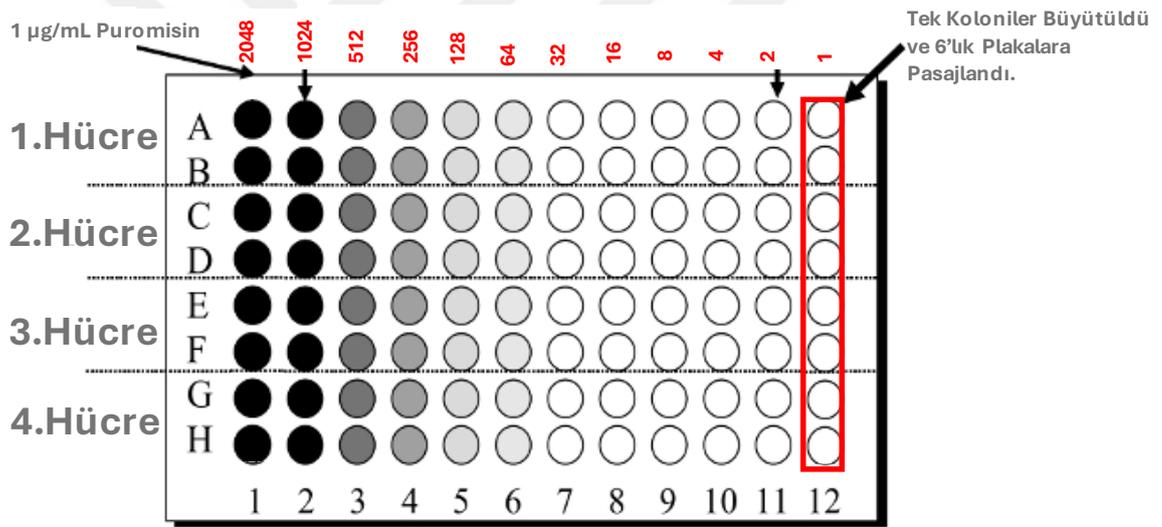 1 µg/mL Puromisin
2048 1024 512 256 128 64 32 16 8 4 2 1
Tek Koloniler Büyütüldü
ve 6’lık Plakalara
Pasajlandı.
1.Hücre
A
B
2.Hücre
C
D
3.Hücre
E
F
4.Hücre
G
H
1 2 3 4 5 6 7 8 9 10 11 12